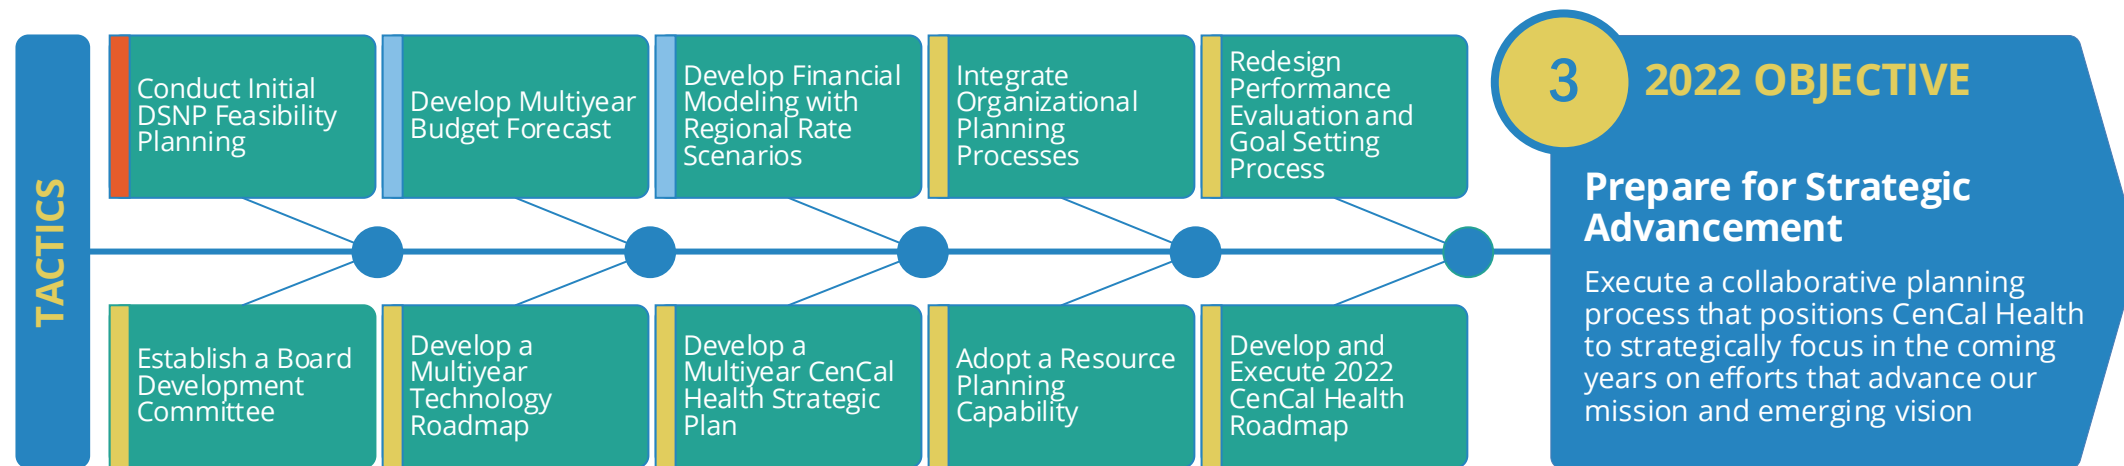 TACTICS
Conduct Initial
DSNP Feasibility
Planning
Develop Multiyear
Budget Forecast
Develop Financial
Modeling with
Regional Rate
Scenarios
Integrate
Organizational
Planning
Processes
Redesign
Performance
Evaluation and
Goal Setting
Process
Establish a Board
Development
Committee
Develop a
Multiyear
Technology
Roadmap
Develop a
Multiyear CenCal
Health Strategic
Plan
Adopt a Resource
Planning
Capability
Develop and
Execute 2022
CenCal Health
Roadmap
3
2022 OBJECTIVE
Prepare for Strategic
Advancement
Execute a collaborative planning
process that positions CenCal Health
to strategically focus in the coming
years on efforts that advance our
mission and emerging vision